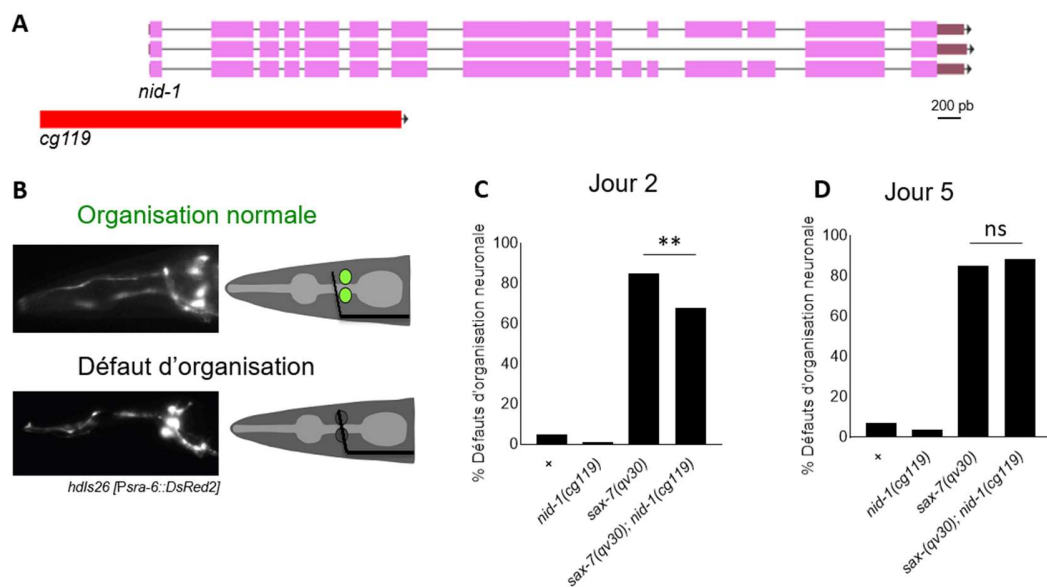 A
nid-1
200 pb
cg119
B
Organisation normale
Défaut d'organisation
hdIs26 [Psra-6::DsRed2]
C
Jour 2
% Défauts d'organisation neuronale
100
80
60
40
20
0
**
+
nid-1(cg119)
sax-7(qv30)
sax-7(qv30); nid-1(cg119)
D
Jour 5
% Défauts d'organisation neuronale
100
80
60
40
20
0
ns
+
nid-1(cg119)
sax-7(qv30)
sax-(qv30); nid-1(cg119)